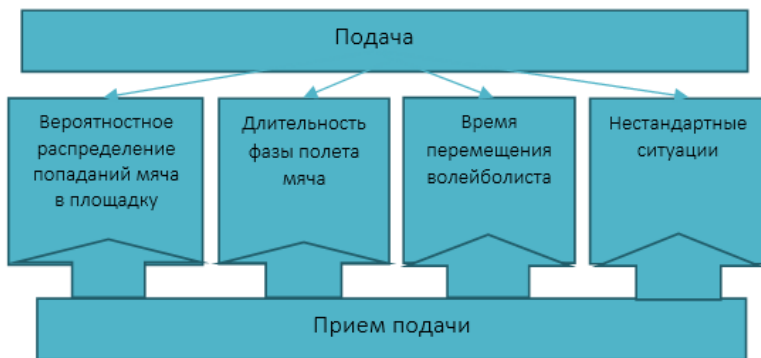 Подача
Вероятностное
распределение
попаданий мяча
в площадку
Длительность
фазы полета
мяча
Время
перемещения
волейболиста
Нестандартные
ситуации
Прием подачи